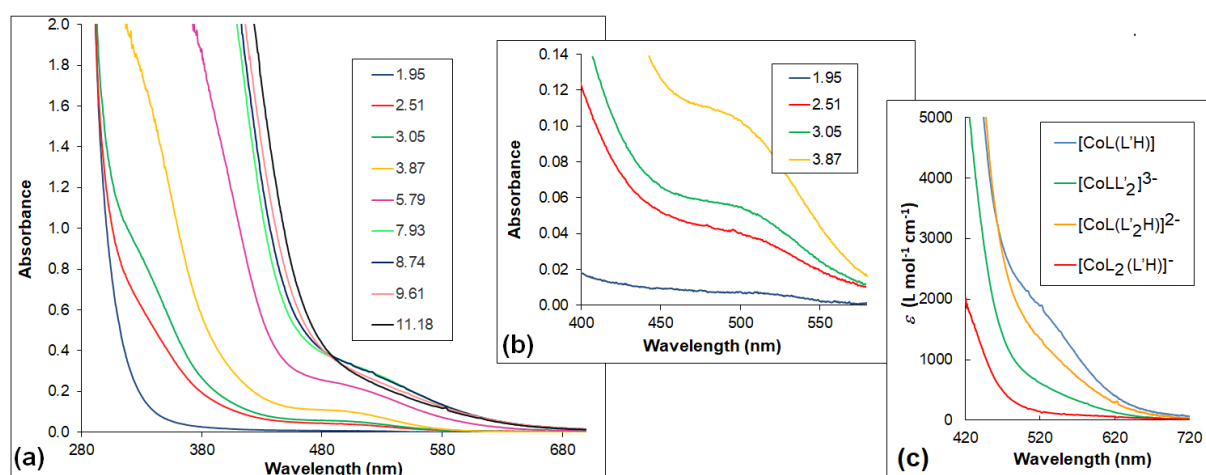 2.0
1.8
1.6
1.4
1.2
1.0
0.8
0.6
0.4
0.2
0.0
Absorbance
280 380 480 580 680
Wavelength (nm)
1.95
2.51
3.05
3.87
5.79
7.93
8.74
9.61
11.18
(a)
0.14
0.12
0.10
0.08
0.06
0.04
0.02
0.00
Absorbance
400 450 500 550
Wavelength (nm)
1.95
2.51
3.05
3.87
(b)
5000
4000
3000
2000
1000
0
ε (L mol⁻¹ cm⁻¹)
420 520 620 720
Wavelength (nm)
[CoL(L'H)]
[CoLL'₂]³⁻
[CoL(L'₂H)]²⁻
[CoL₂(L'H)]⁻
(c)